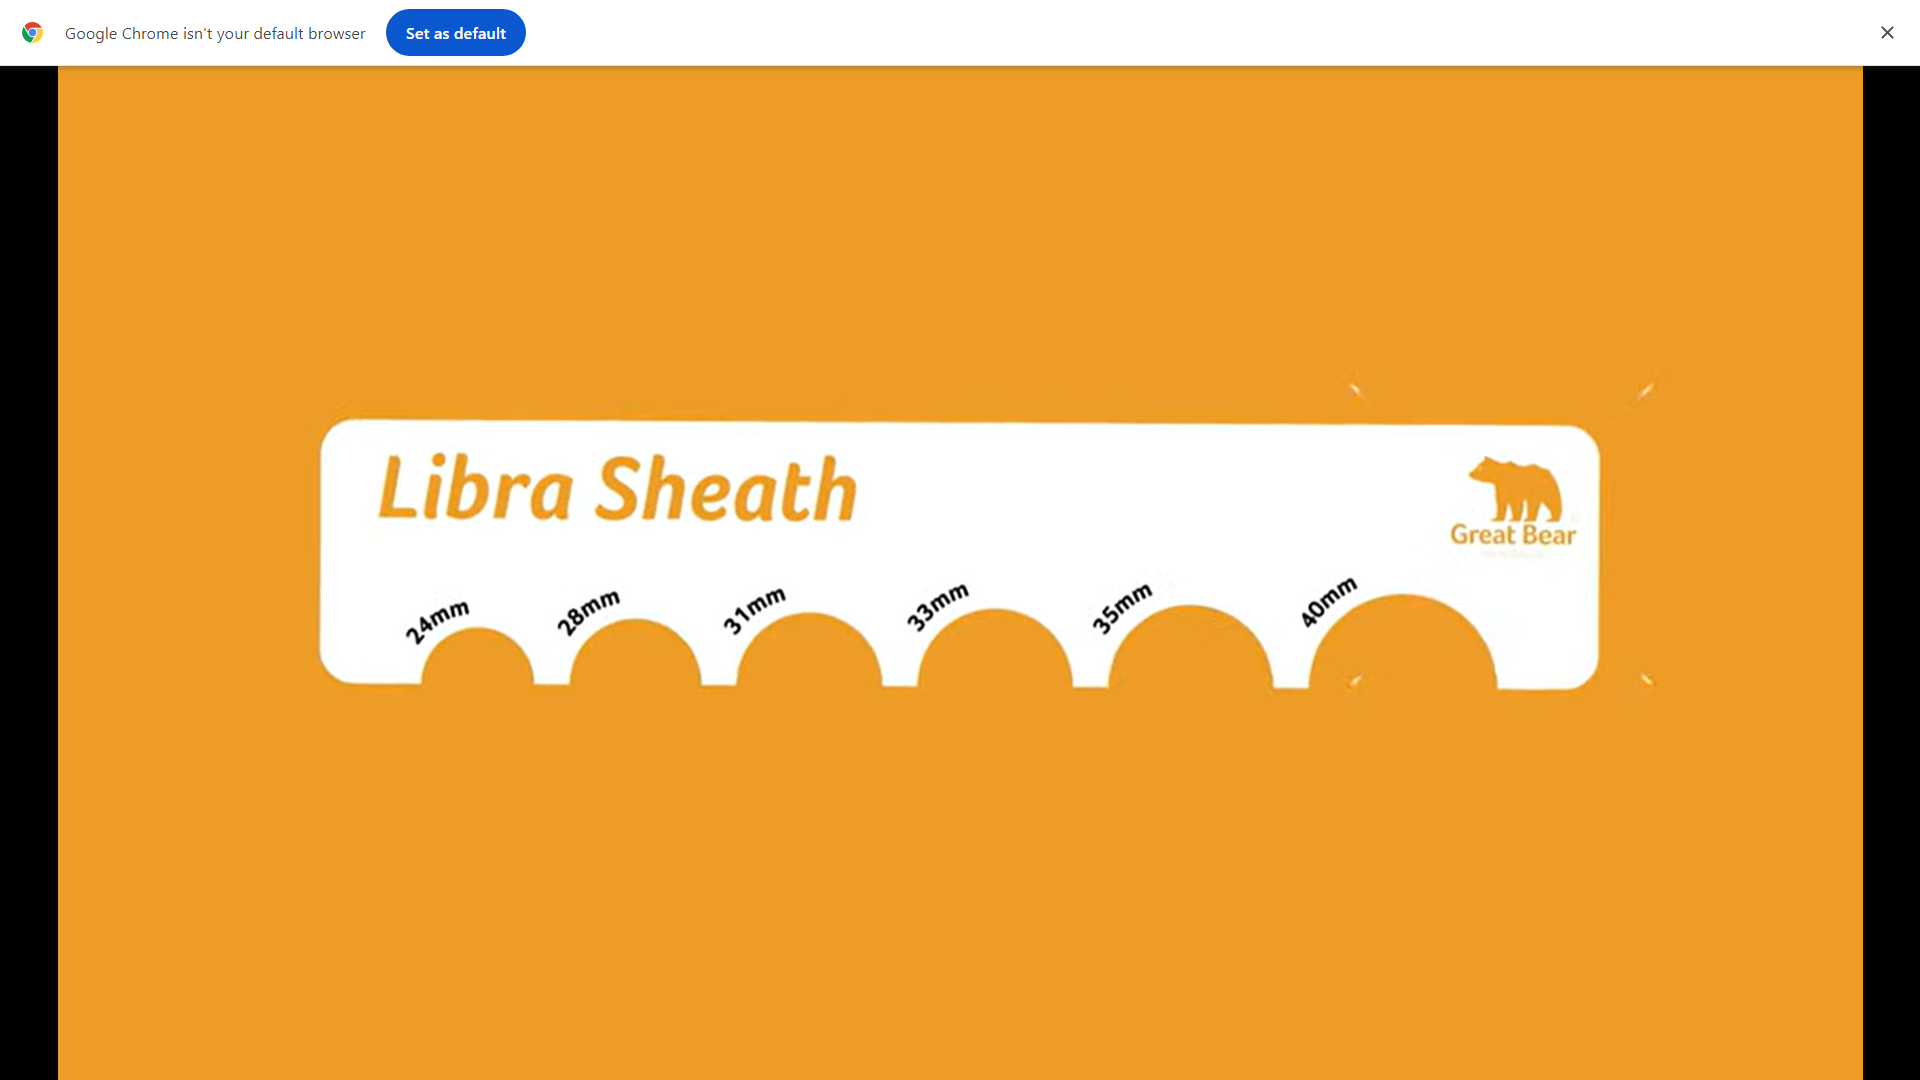 Google Chrome isn't your default browser
Set as default
Libra Sheath
Great Bear
24mm
28mm
31mm
33mm
35mm
40mm